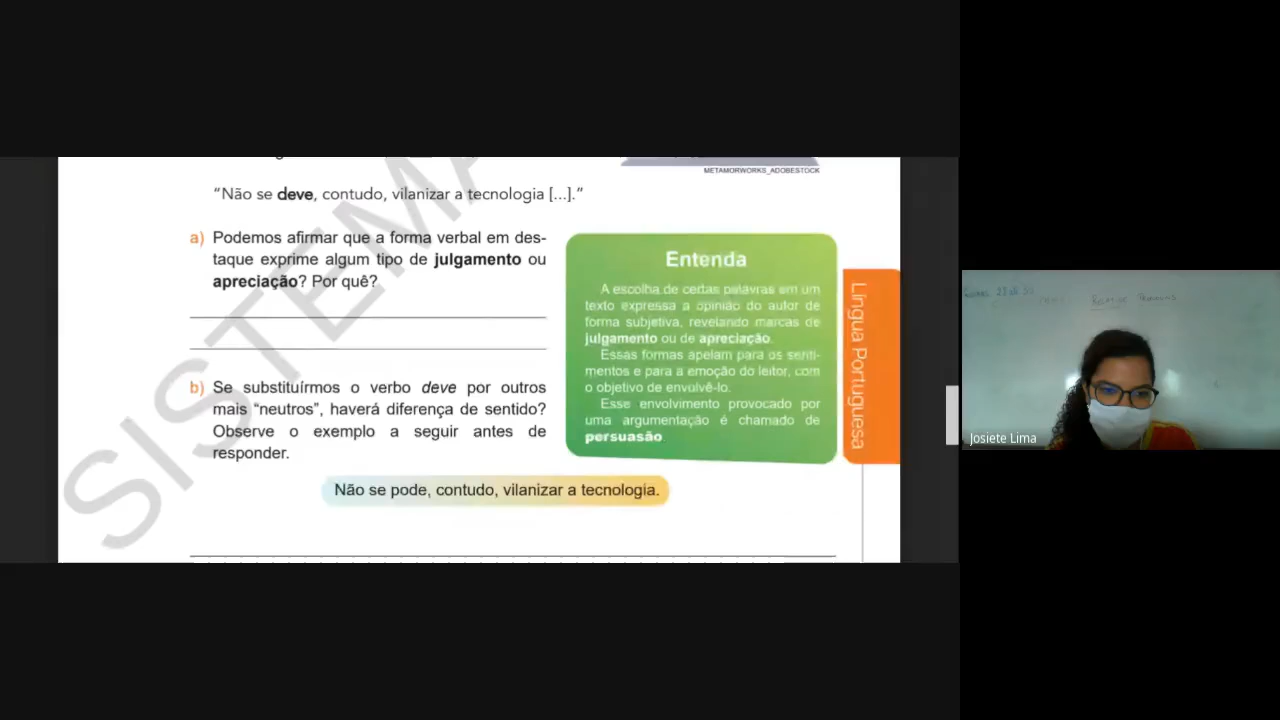 METAMORWORKS_ADOBESTOCK
“Não se deve, contudo, vilanizar a tecnologia [...].”
a) Podemos afirmar que a forma verbal em des-
taque exprime algum tipo de julgamento ou
apreciação? Por quê?
b) Se substituírmos o verbo deve por outros
mais “neutros”, haverá diferença de sentido?
Observe o exemplo a seguir antes de
responder.
Não se pode, contudo, vilanizar a tecnologia.
Entenda
A escolha de certas palavras em um
texto expressa a opinião do autor de
forma subjetiva, revelando marcas de
julgamento ou de apreciação.
Essas formas apelam para os senti-
mentos e para a emoção do leitor, com
o objetivo de envolvê-lo.
Esse envolvimento provocado por
uma argumentação é chamado de
persuasão
Língua Portuguesa
SISTEMA
Josiete Lima